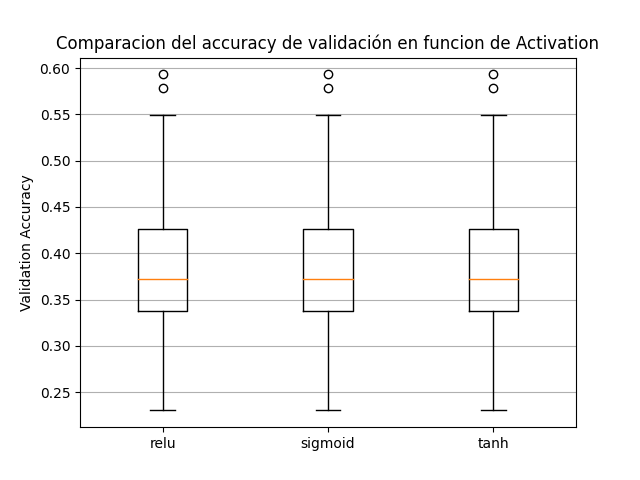 Comparacion del accuracy de validación en funcion de Activation
0.60
0.55
0.50
0.45
0.40
0.35
0.30
0.25
Validation Accuracy
relu
sigmoid
tanh